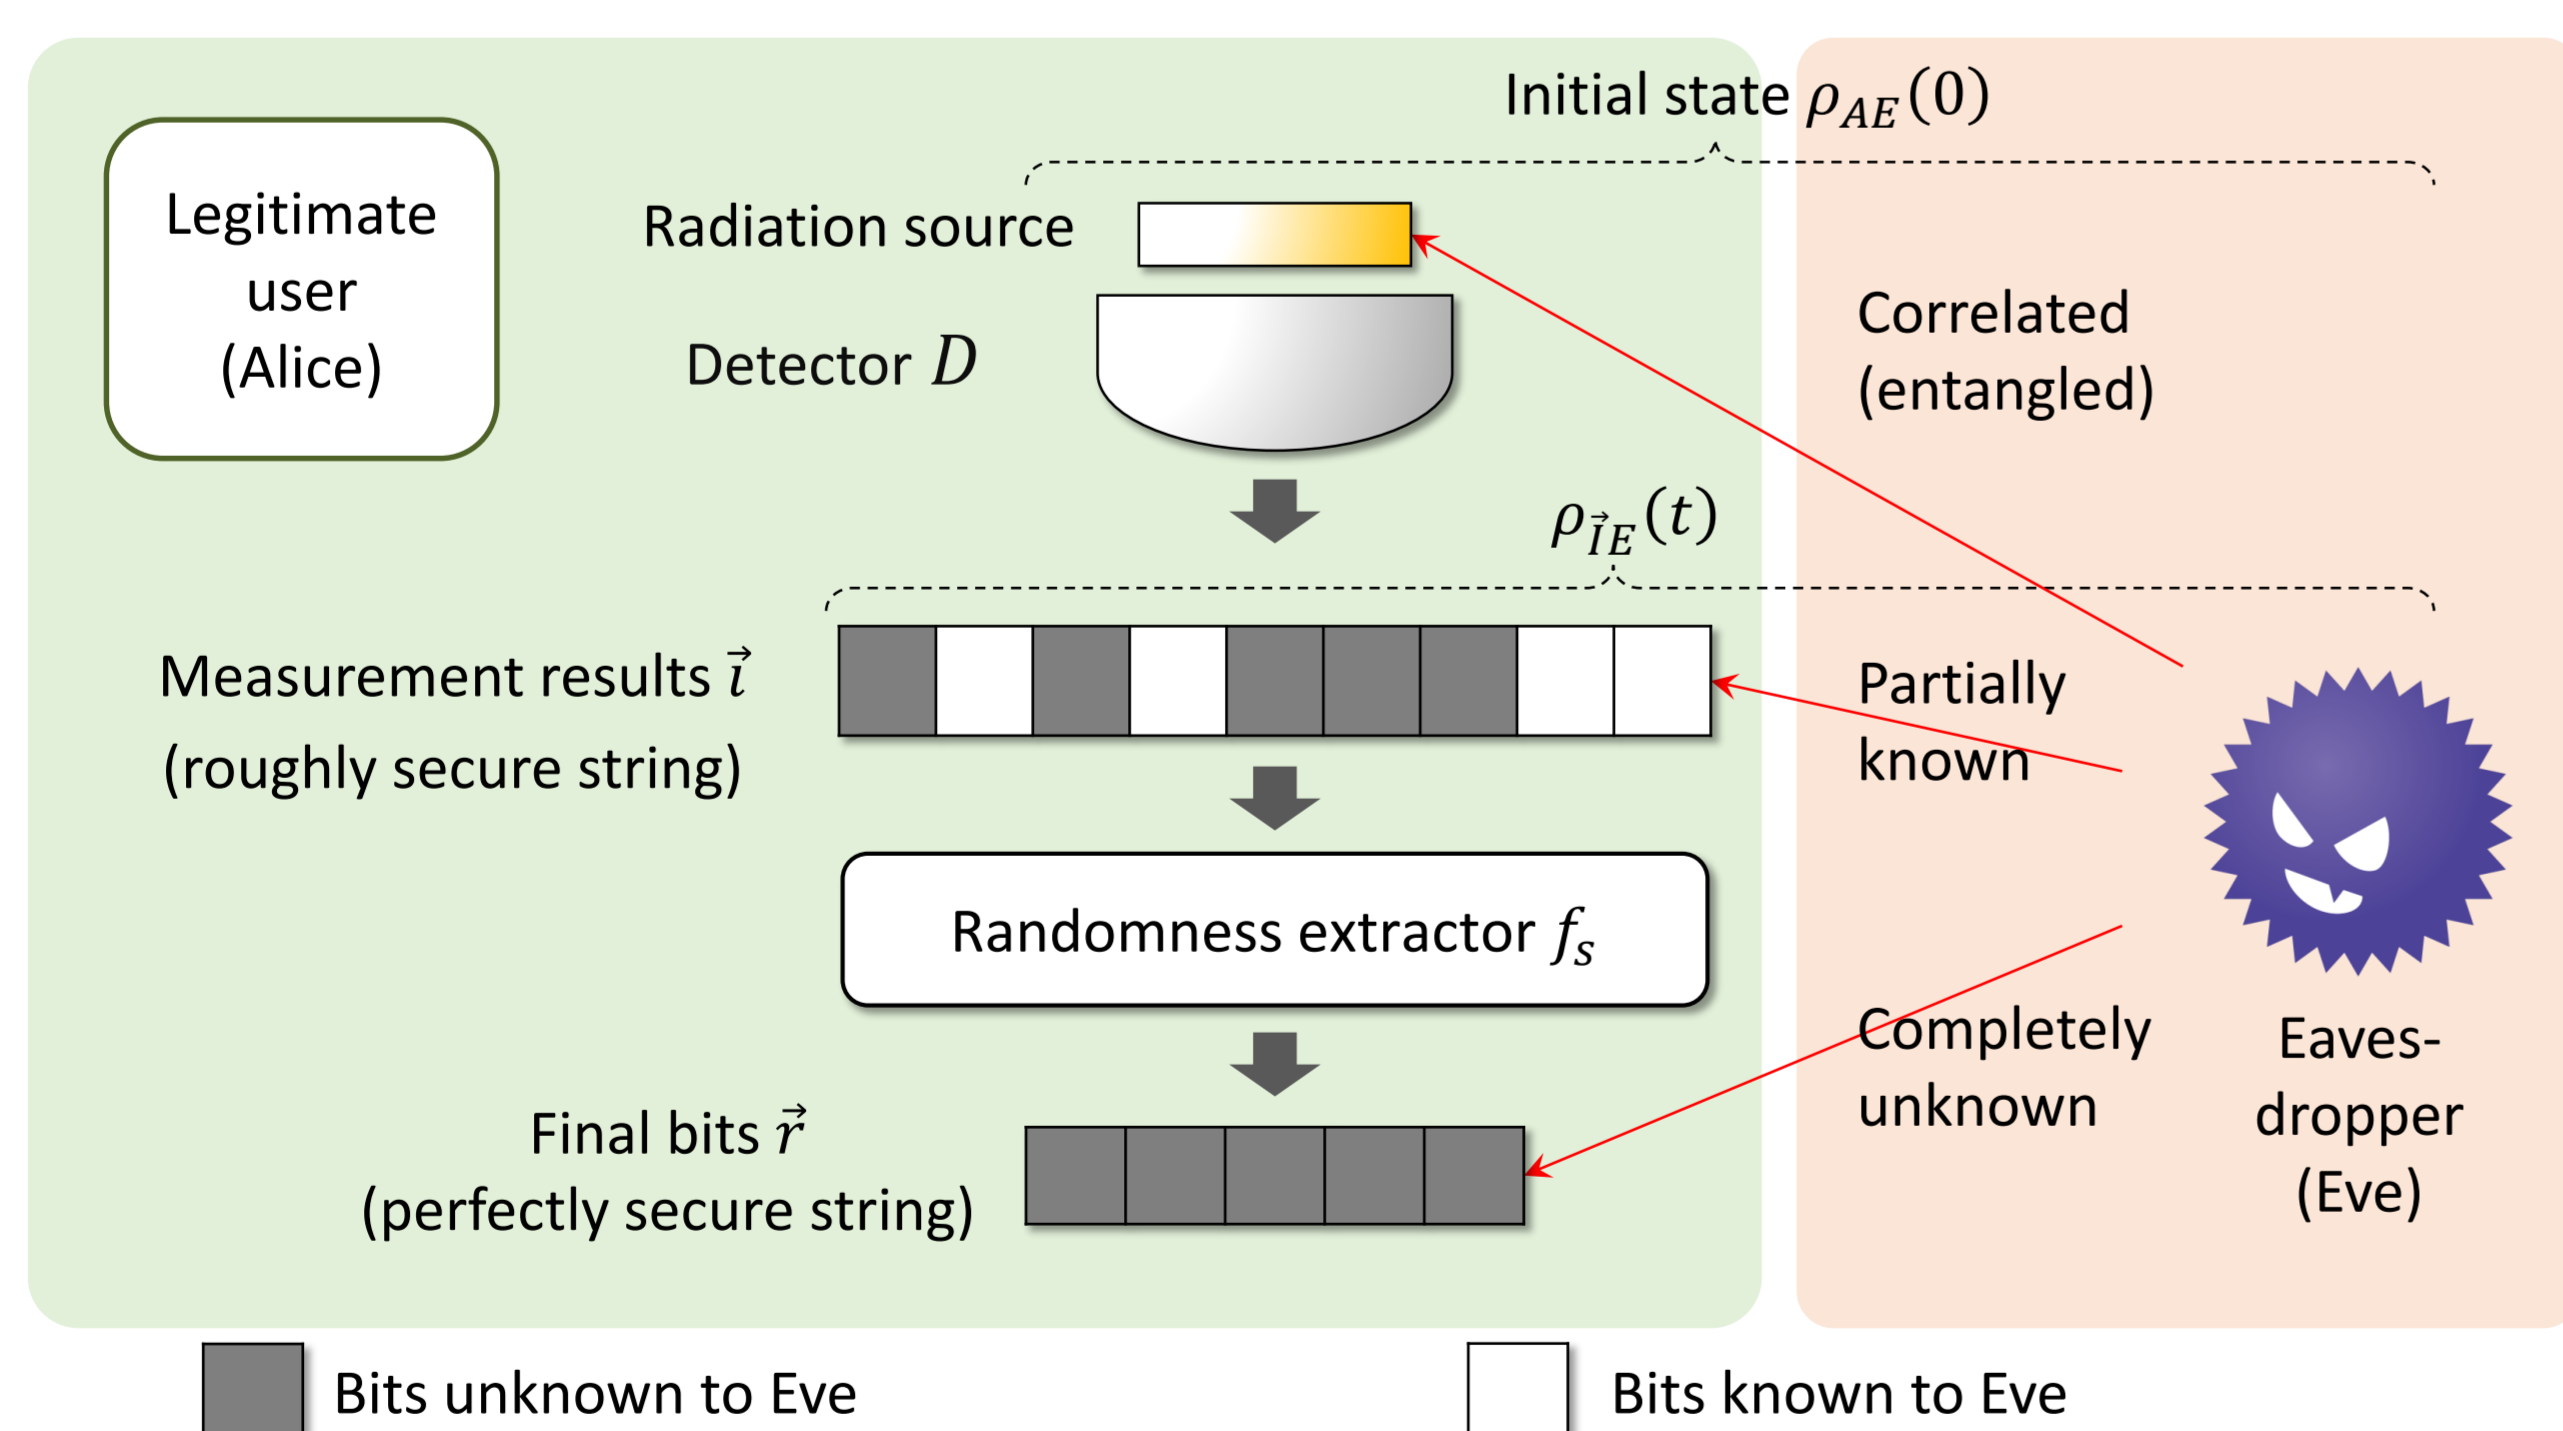 Initial state ρ_AE(0)
Legitimate
user
(Alice)
Radiation source
Detector D
Correlated
(entangled)
ρ_I⃗E(t)
Measurement results i⃗
(roughly secure string)
Partially
known
Randomness extractor f_s
Completely
unknown
Final bits r⃗
(perfectly secure string)
Eaves-
dropper
(Eve)
Bits unknown to Eve
Bits known to Eve